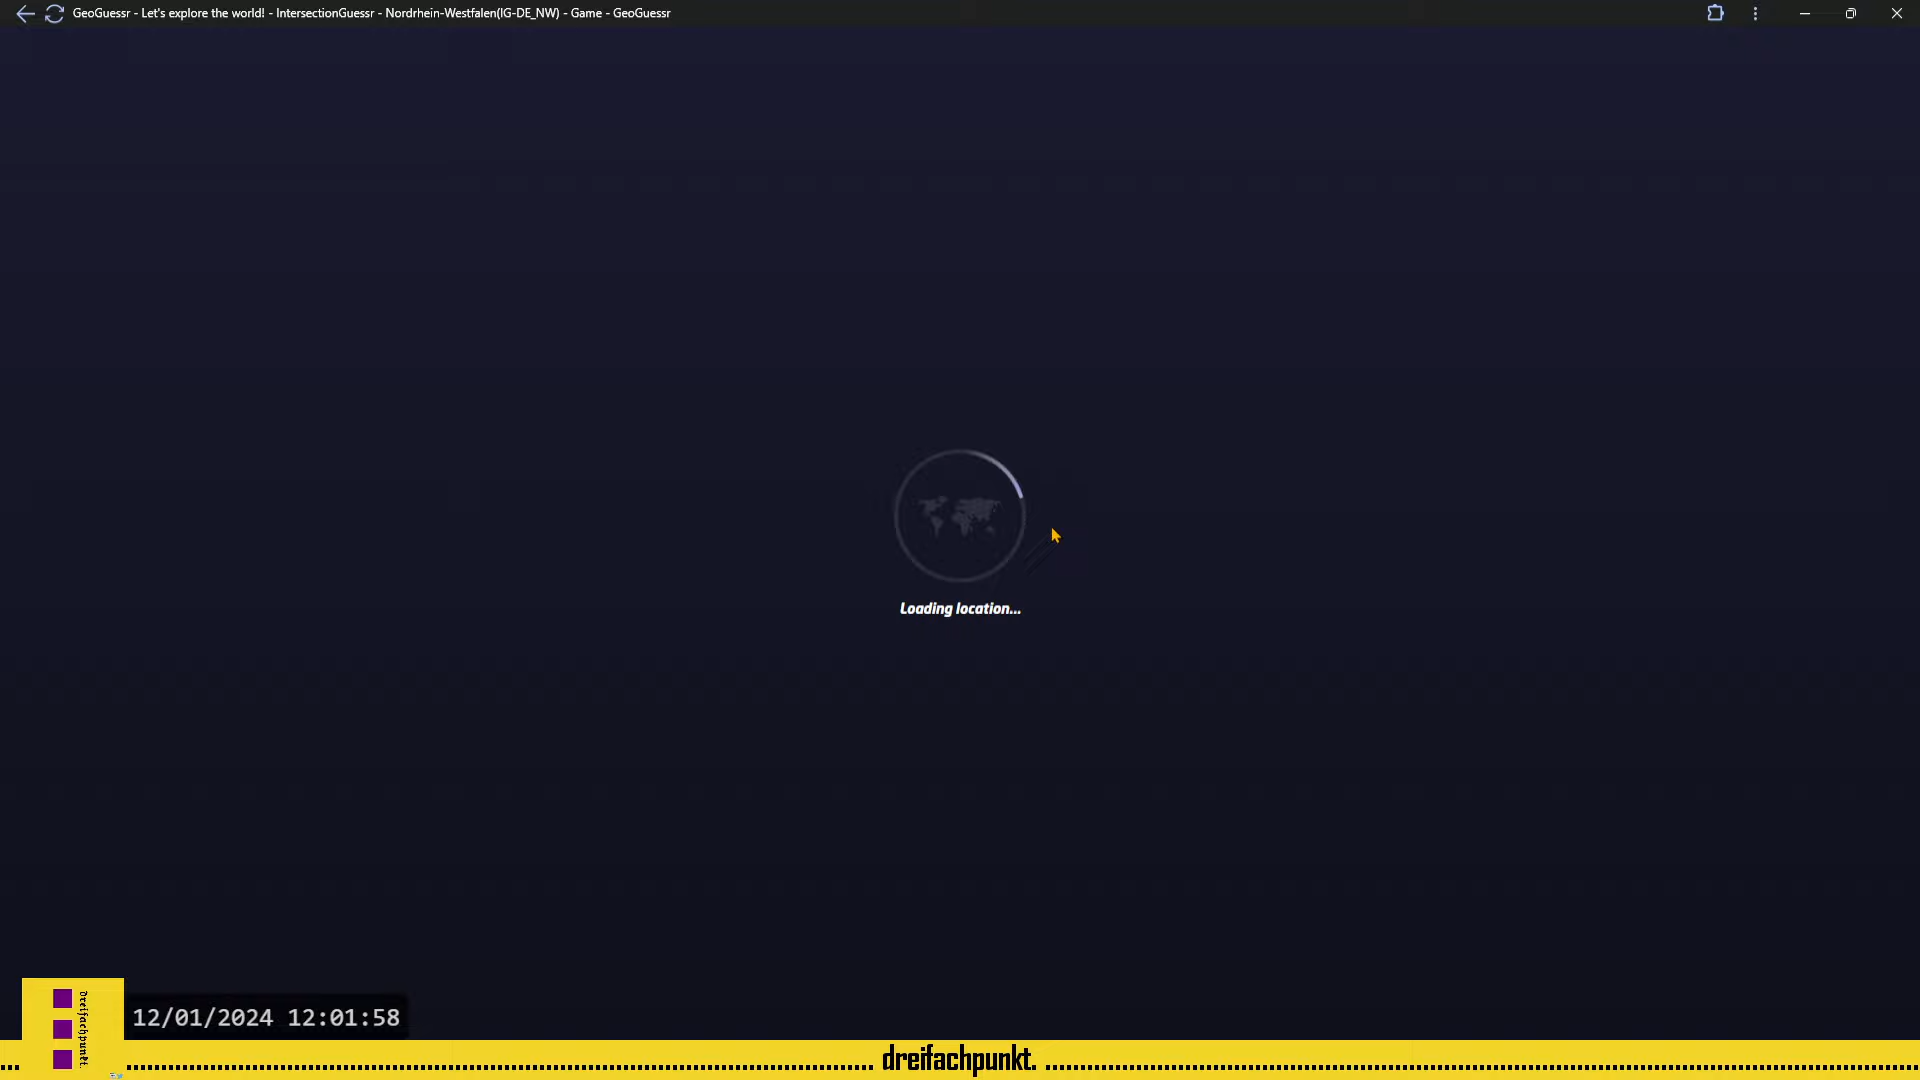 GeoGuessr - Let's explore the world! - IntersectionGuessr - Nordrhein-Westfalen(IG-DE_NW) - Game - GeoGuessr
Loading location...
dreifachpunkt.
12/01/2024 12:01:58
dreifachpunkt.